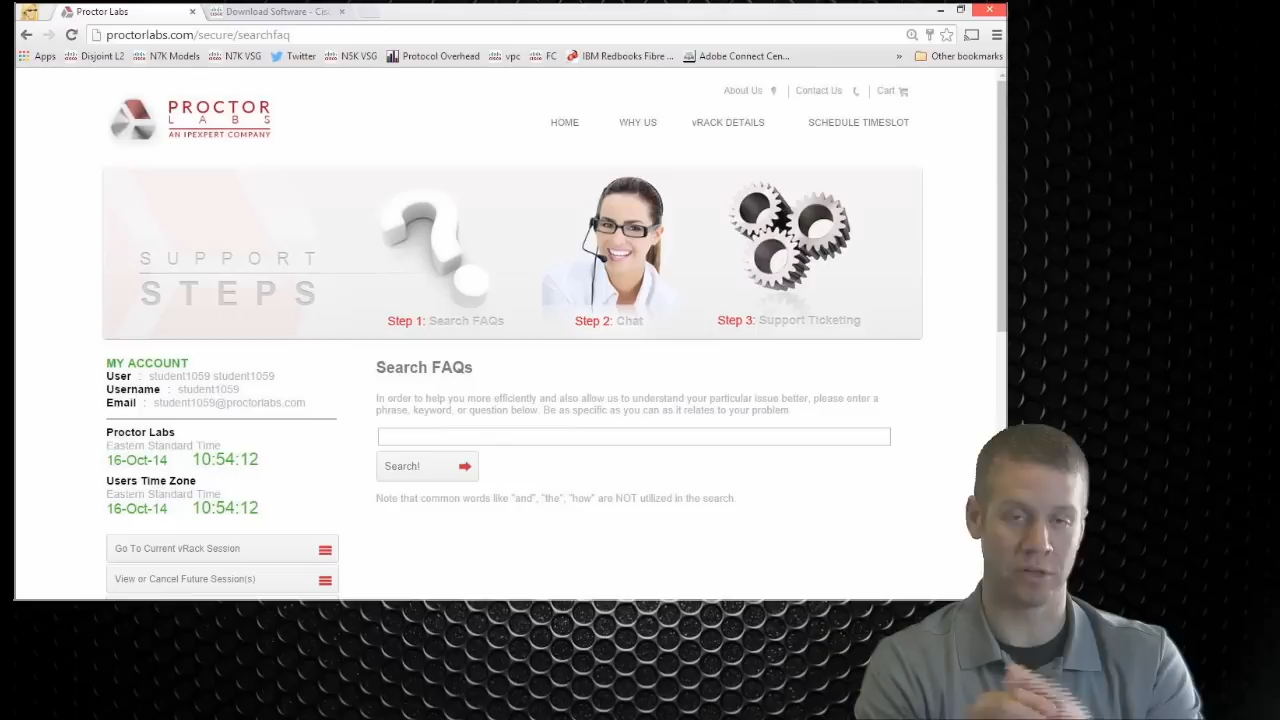 Proctor Labs
Download Software - Cis
proctorlabs.com/secure/searchfaq
Apps Disjoint L2 N7K Models N7K VSG Twitter N5K VSG Protocol Overhead vpc FC IBM Redbooks Fibre ... Adobe Connect Cen... » Other bookmarks
About Us Contact Us Cart
PROCTOR
LABS
AN IPEXPERT COMPANY
HOME WHY US vRACK DETAILS SCHEDULE TIMESLOT
SUPPORT
STEPS
Step 1: Search FAQs
Step 2: Chat
Step 3: Support Ticketing
MY ACCOUNT
User : student1059 student1059
Username : student1059
Email : student1059@proctorlabs.com
Proctor Labs
Eastern Standard Time
16-Oct-14 10:54:12
Users Time Zone
Eastern Standard Time
16-Oct-14 10:54:12
Go To Current vRack Session
View or Cancel Future Session(s)
Search FAQs
In order to help you more efficiently and also allow us to understand your particular issue better, please enter a
phrase, keyword, or question below. Be as specific as you can as it relates to your problem
Search!
Note that common words like "and", "the", "how" are NOT utilized in the search.